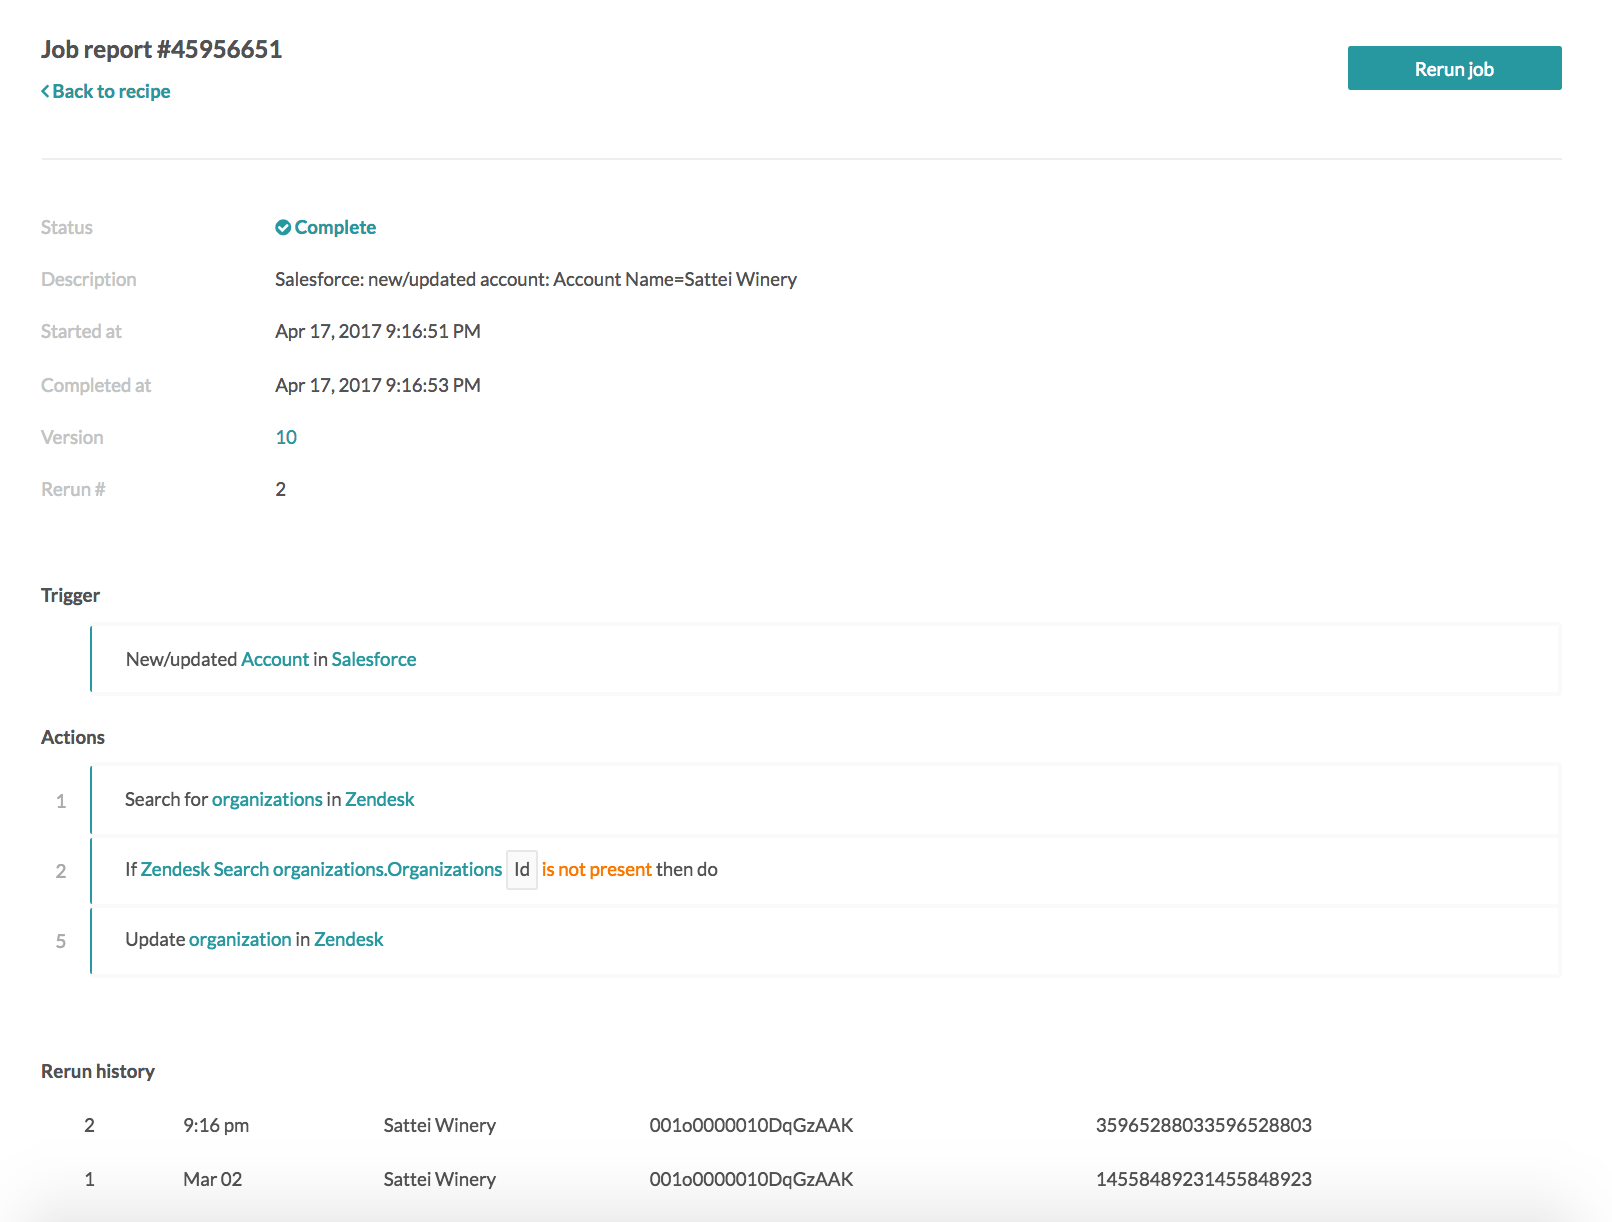 Job report #45956651
Rerun job
Back to recipe
Status Complete
Description Salesforce: new/updated account: Account Name=Sattei Winery
Started at Apr 17, 2017 9:16:51 PM
Completed at Apr 17, 2017 9:16:53 PM
Version 10
Rerun # 2
Trigger
New/updated Account in Salesforce
Actions
1 Search for organizations in Zendesk
2 If Zendesk Search organizations.Organizations Id is not present then do
5 Update organization in Zendesk
Rerun history
2 9:16 pm Sattei Winery 001o0000010DqGzAAK 35965288033596528803
1 Mar 02 Sattei Winery 001o0000010DqGzAAK 14558489231455848923